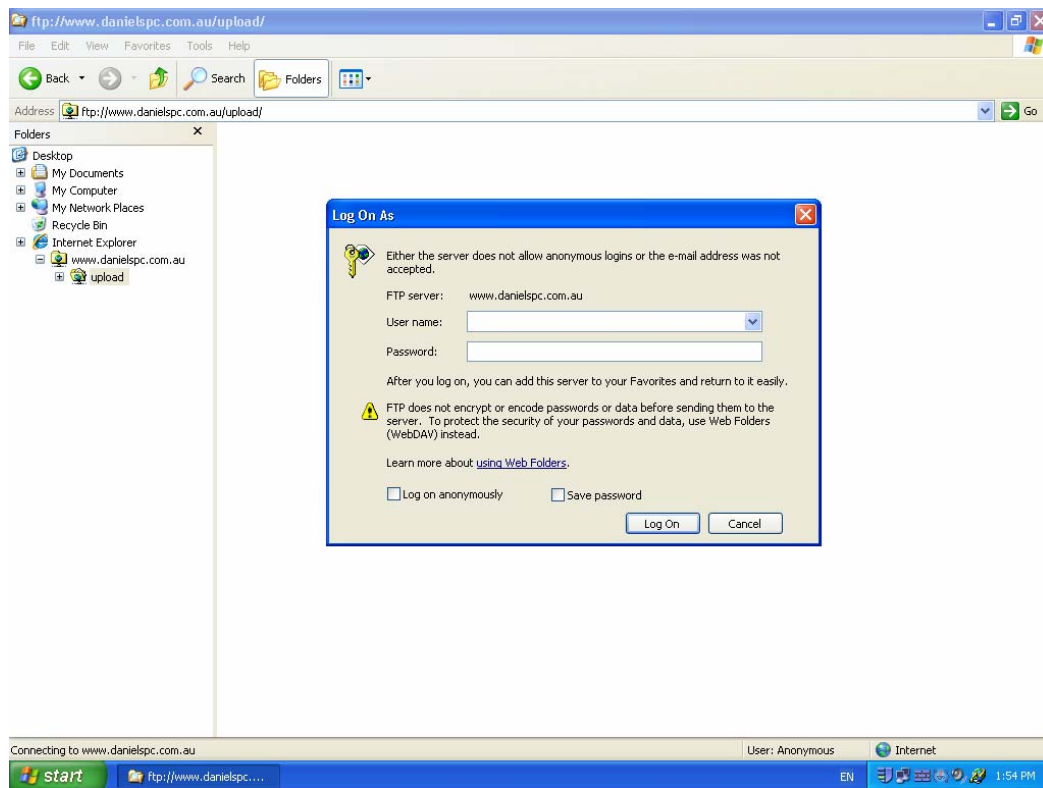 ftp://www.danielspc.com.au/upload/
File Edit View Favorites Tools Help
Back Search Folders
Address ftp://www.danielspc.com.au/upload/ Go
Folders
Desktop
My Documents
My Computer
My Network Places
Recycle Bin
Internet Explorer
www.danielspc.com.au
upload
Log On As
Either the server does not allow anonymous logins or the e-mail address was not
accepted.
FTP server: www.danielspc.com.au
User name:
Password:
After you log on, you can add this server to your Favorites and return to it easily.
FTP does not encrypt or encode passwords or data before sending them to the
server. To protect the security of your passwords and data, use Web Folders
(WebDAV) instead.
Learn more about using Web Folders.
Log on anonymously Save password
Log On Cancel
Connecting to www.danielspc.com.au User: Anonymous Internet
start ftp://www.danielspc.... EN 1:54 PM